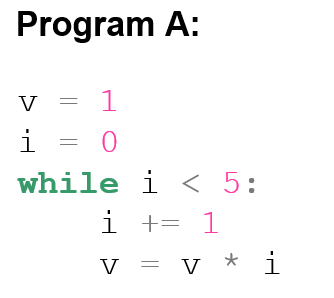 Program A:
v = 1
i = 0
while i < 5:
    i += 1
    v = v * i